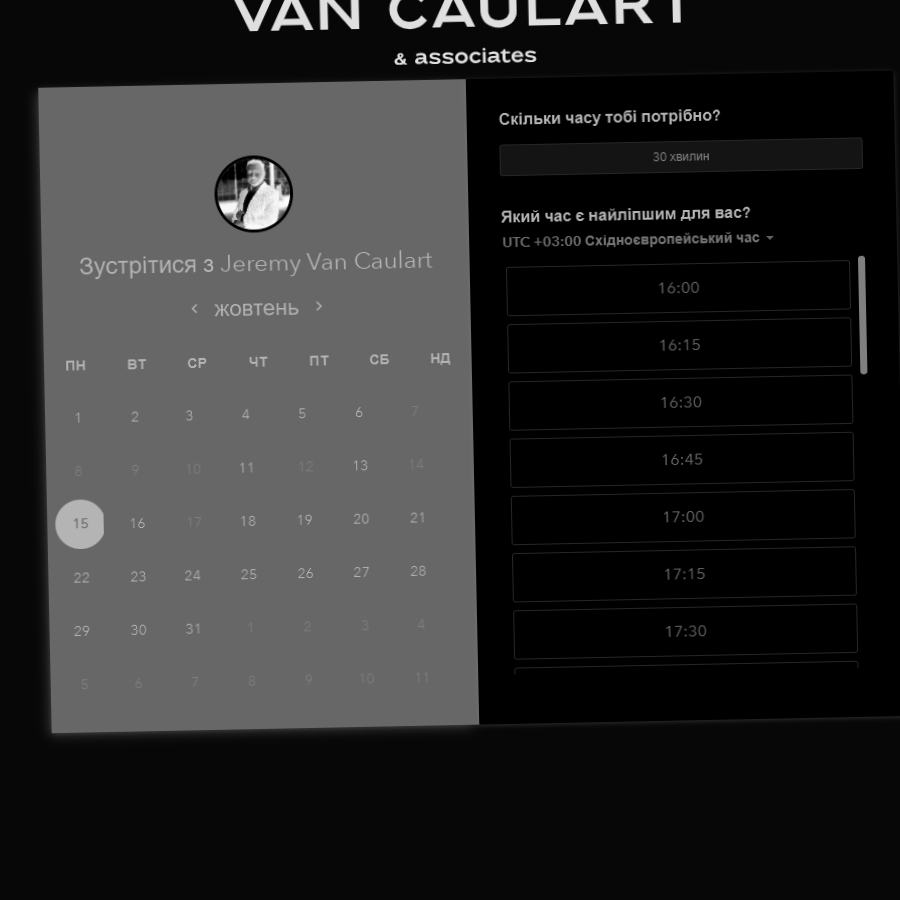 VAN CAULART
& associates
Зустрітися з Jeremy Van Caulart
жовтень
ПН ВТ СР ЧТ ПТ СБ НД
1 2 3 4 5 6 7
8 9 10 11 12 13 14
15 16 17 18 19 20 21
22 23 24 25 26 27 28
29 30 31 1 2 3 4
5 6 7 8 9 10 11
Скільки часу тобі потрібно?
30 хвилин
Який час є найліпшим для вас?
UTC +03:00 Східноєвропейський час
16:00
16:15
16:30
16:45
17:00
17:15
17:30